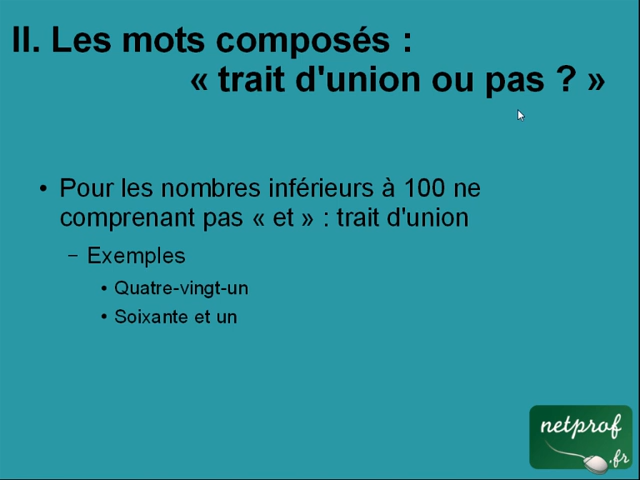 II. Les mots composés :
« trait d'union ou pas ? »
• Pour les nombres inférieurs à 100 ne
comprenant pas « et » : trait d'union
– Exemples
• Quatre-vingt-un
• Soixante et un
netprof
.fr